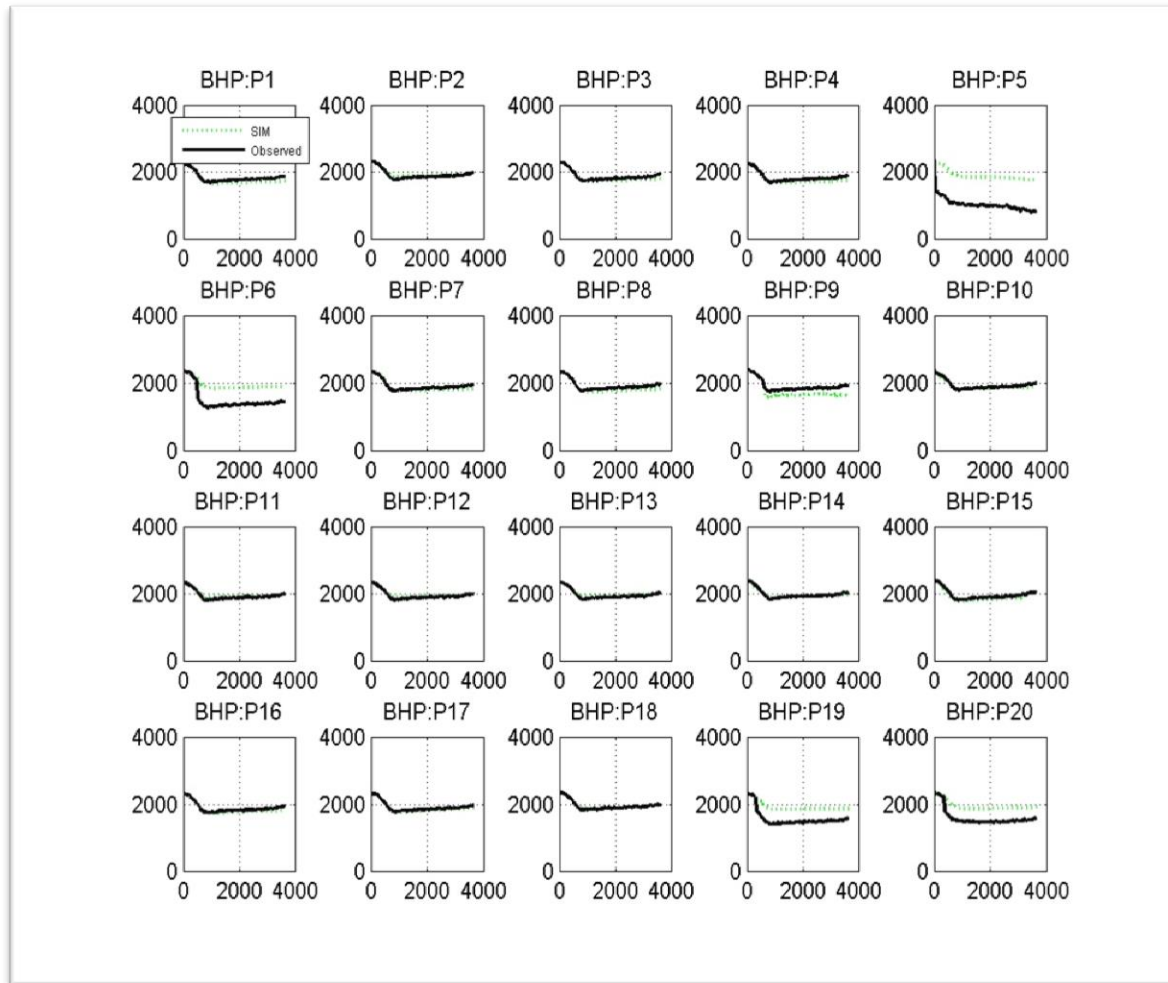 BHP:P1 BHP:P2 BHP:P3 BHP:P4 BHP:P5
4000 4000 4000 4000 4000
SIM
Observed
2000 2000 2000 2000 2000
0 0 0 0 0
0 2000 4000 0 2000 4000 0 2000 4000 0 2000 4000 0 2000 4000
BHP:P6 BHP:P7 BHP:P8 BHP:P9 BHP:P10
4000 4000 4000 4000 4000
2000 2000 2000 2000 2000
0 0 0 0 0
0 2000 4000 0 2000 4000 0 2000 4000 0 2000 4000 0 2000 4000
BHP:P11 BHP:P12 BHP:P13 BHP:P14 BHP:P15
4000 4000 4000 4000 4000
2000 2000 2000 2000 2000
0 0 0 0 0
0 2000 4000 0 2000 4000 0 2000 4000 0 2000 4000 0 2000 4000
BHP:P16 BHP:P17 BHP:P18 BHP:P19 BHP:P20
4000 4000 4000 4000 4000
2000 2000 2000 2000 2000
0 0 0 0 0
0 2000 4000 0 2000 4000 0 2000 4000 0 2000 4000 0 2000 4000